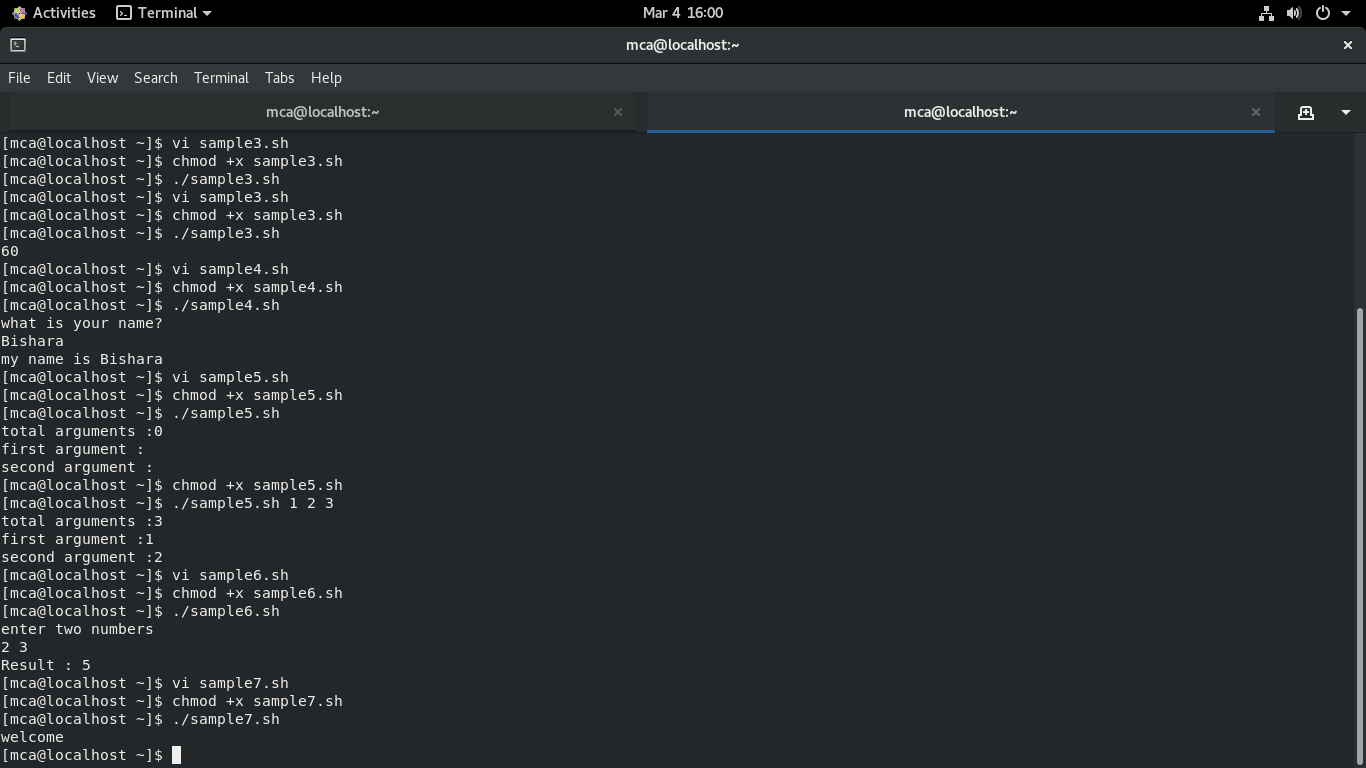 Activities Terminal Mar 4 16:00
mca@localhost:~
File Edit View Search Terminal Tabs Help
mca@localhost:~ mca@localhost:~
[mca@localhost ~]$ vi sample3.sh
[mca@localhost ~]$ chmod +x sample3.sh
[mca@localhost ~]$ ./sample3.sh
[mca@localhost ~]$ vi sample3.sh
[mca@localhost ~]$ chmod +x sample3.sh
[mca@localhost ~]$ ./sample3.sh
60
[mca@localhost ~]$ vi sample4.sh
[mca@localhost ~]$ chmod +x sample4.sh
[mca@localhost ~]$ ./sample4.sh
what is your name?
Bishara
my name is Bishara
[mca@localhost ~]$ vi sample5.sh
[mca@localhost ~]$ chmod +x sample5.sh
[mca@localhost ~]$ ./sample5.sh
total arguments :0
first argument :
second argument :
[mca@localhost ~]$ chmod +x sample5.sh
[mca@localhost ~]$ ./sample5.sh 1 2 3
total arguments :3
first argument :1
second argument :2
[mca@localhost ~]$ vi sample6.sh
[mca@localhost ~]$ chmod +x sample6.sh
[mca@localhost ~]$ ./sample6.sh
enter two numbers
2 3
Result : 5
[mca@localhost ~]$ vi sample7.sh
[mca@localhost ~]$ chmod +x sample7.sh
[mca@localhost ~]$ ./sample7.sh
welcome
[mca@localhost ~]$